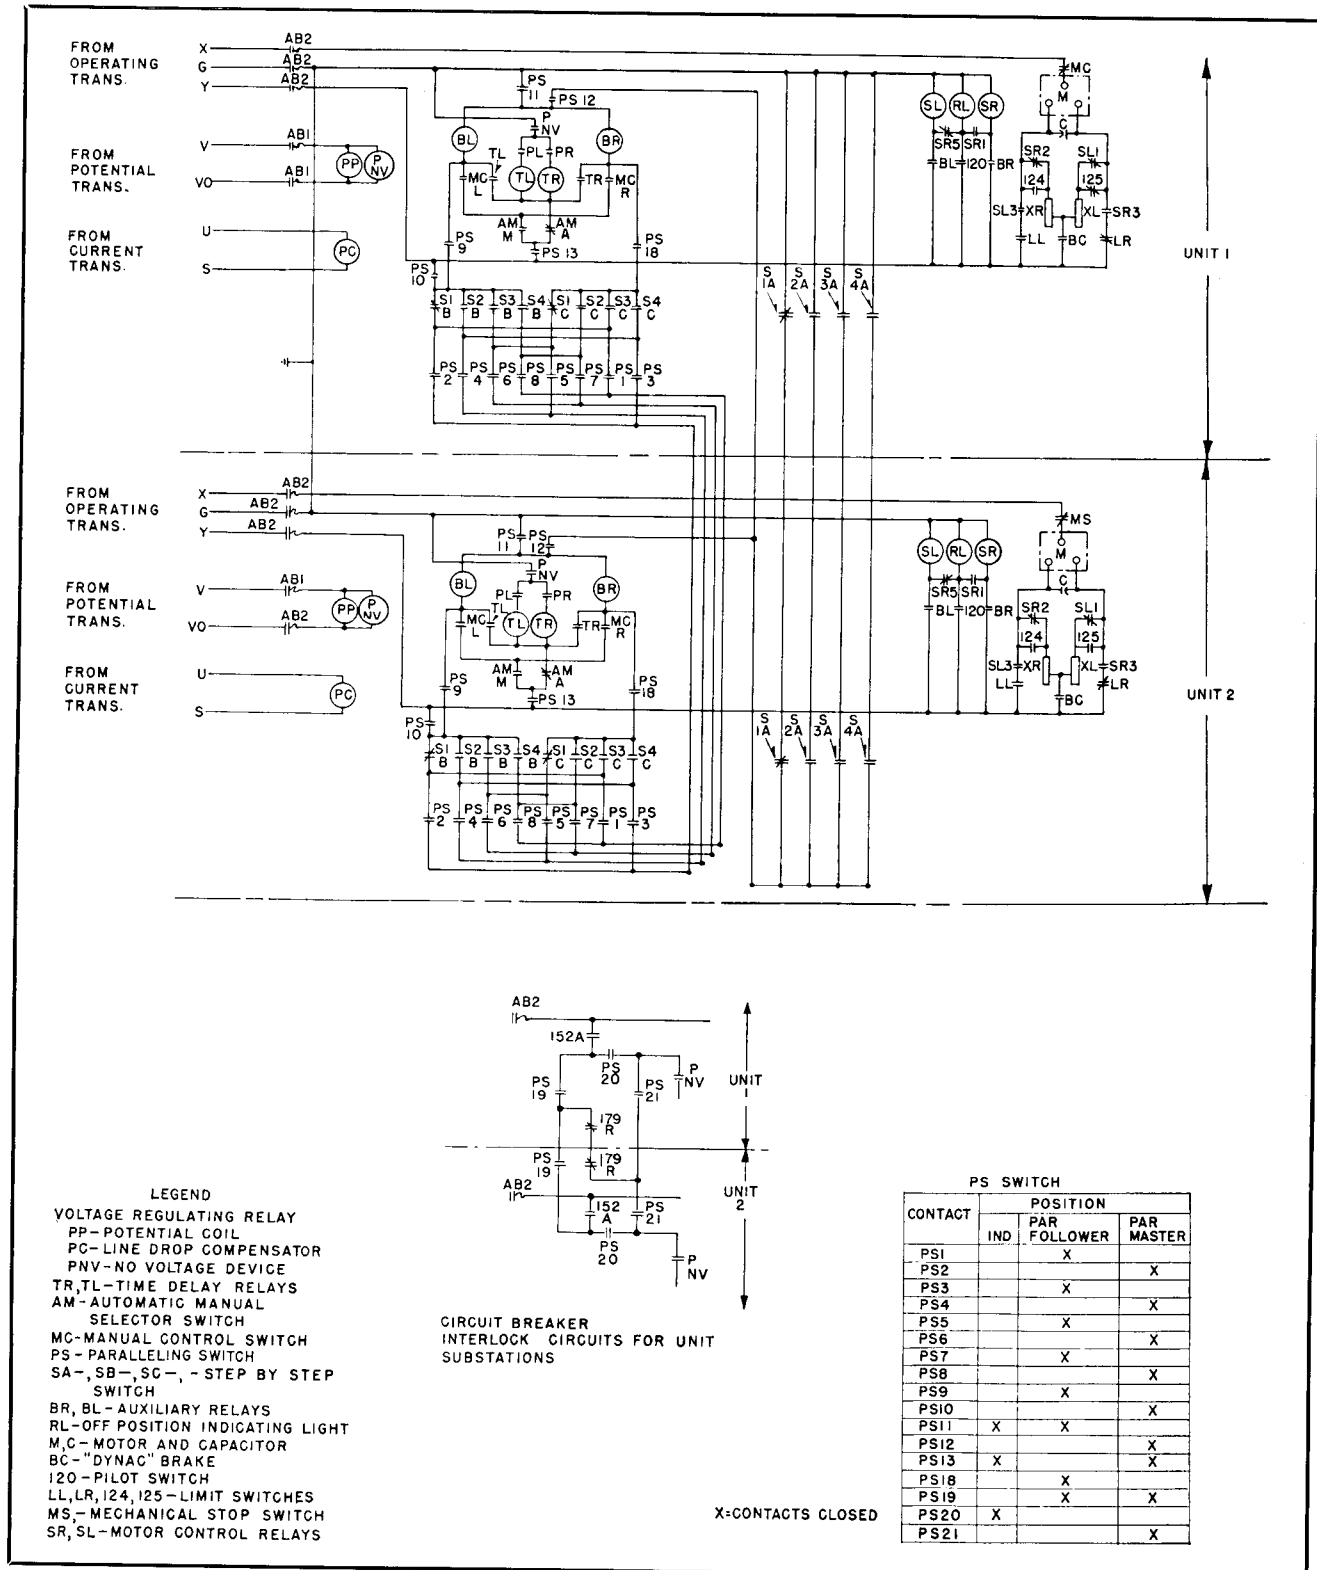 FROM
OPERATING
TRANS.
X
G
Y
AB2
AB2
AB2
FROM
POTENTIAL
TRANS.
V
VO
AB1
AB1
PP
P
NV
FROM
CURRENT
TRANS.
U
S
PC
PS
11
PS 12
P
NV
BL
BR
TL
PL
PR
MC
L
TL
TR
TR
MC
R
AM
M
AM
A
PS
9
PS 13
PS
18
PS
10
S1
B
S2
B
S3
B
S4
B
S1
C
S2
C
S3
C
S4
C
PS
2
PS
4
PS
6
PS
8
PS
5
PS
7
PS
1
PS
3
S
1A
S
2A
S
3A
S
4A
SL
RL
SR
SR5
SR1
BL
120
BR
MC
M
C
SR2
SL1
124
125
SL3
XR
XL
SR3
LL
BC
LR
UNIT 1
FROM
OPERATING
TRANS.
X
G
Y
AB2
AB2
AB2
FROM
POTENTIAL
TRANS.
V
VO
AB1
AB2
PP
P
NV
FROM
CURRENT
TRANS.
U
S
PC
PS
11
PS
12
P
NV
BL
BR
PL
PR
TL
MC
L
TL
TR
TR
MC
R
AM
M
AM
A
PS
9
PS 13
PS
18
PS
10
S1
B
S2
B
S3
B
S4
B
S1
C
S2
C
S3
C
S4
C
PS
2
PS
4
PS
6
PS
8
PS
5
PS
7
PS
1
PS
3
S
1A
S
2A
S
3A
S
4A
SL
RL
SR
SR5
SR1
BL
120
BR
MS
M
C
SR2
SL1
124
125
SL3
XR
XL
SR3
LL
BC
LR
UNIT 2
AB2
152A
PS
20
P
NV
PS
19
PS
21
179
R
UNIT
1
179
R
PS
19
AB2
152
A
PS
21
PS
20
P
NV
UNIT
2
CIRCUIT BREAKER
INTERLOCK CIRCUITS FOR UNIT
SUBSTATIONS
LEGEND
VOLTAGE REGULATING RELAY
PP-POTENTIAL COIL
PC-LINE DROP COMPENSATOR
PNV-NO VOLTAGE DEVICE
TR,TL-TIME DELAY RELAYS
AM-AUTOMATIC MANUAL
SELECTOR SWITCH
MC-MANUAL CONTROL SWITCH
PS-PARALLELING SWITCH
SA-,SB-,SC-,-STEP BY STEP
SWITCH
BR,BL-AUXILIARY RELAYS
RL-OFF POSITION INDICATING LIGHT
M,C-MOTOR AND CAPACITOR
BC-"DYNAC" BRAKE
120-PILOT SWITCH
LL,LR,124,125-LIMIT SWITCHES
MS,-MECHANICAL STOP SWITCH
SR,SL-MOTOR CONTROL RELAYS
X=CONTACTS CLOSED
PS SWITCH
CONTACT POSITION
IND PAR FOLLOWER PAR MASTER
PS1 X
PS2 X
PS3 X
PS4 X
PS5 X
PS6 X
PS7 X
PS8 X
PS9 X
PS10 X
PS11 X X
PS12 X
PS13 X X
PS18 X
PS19 X X
PS20 X
PS21 X